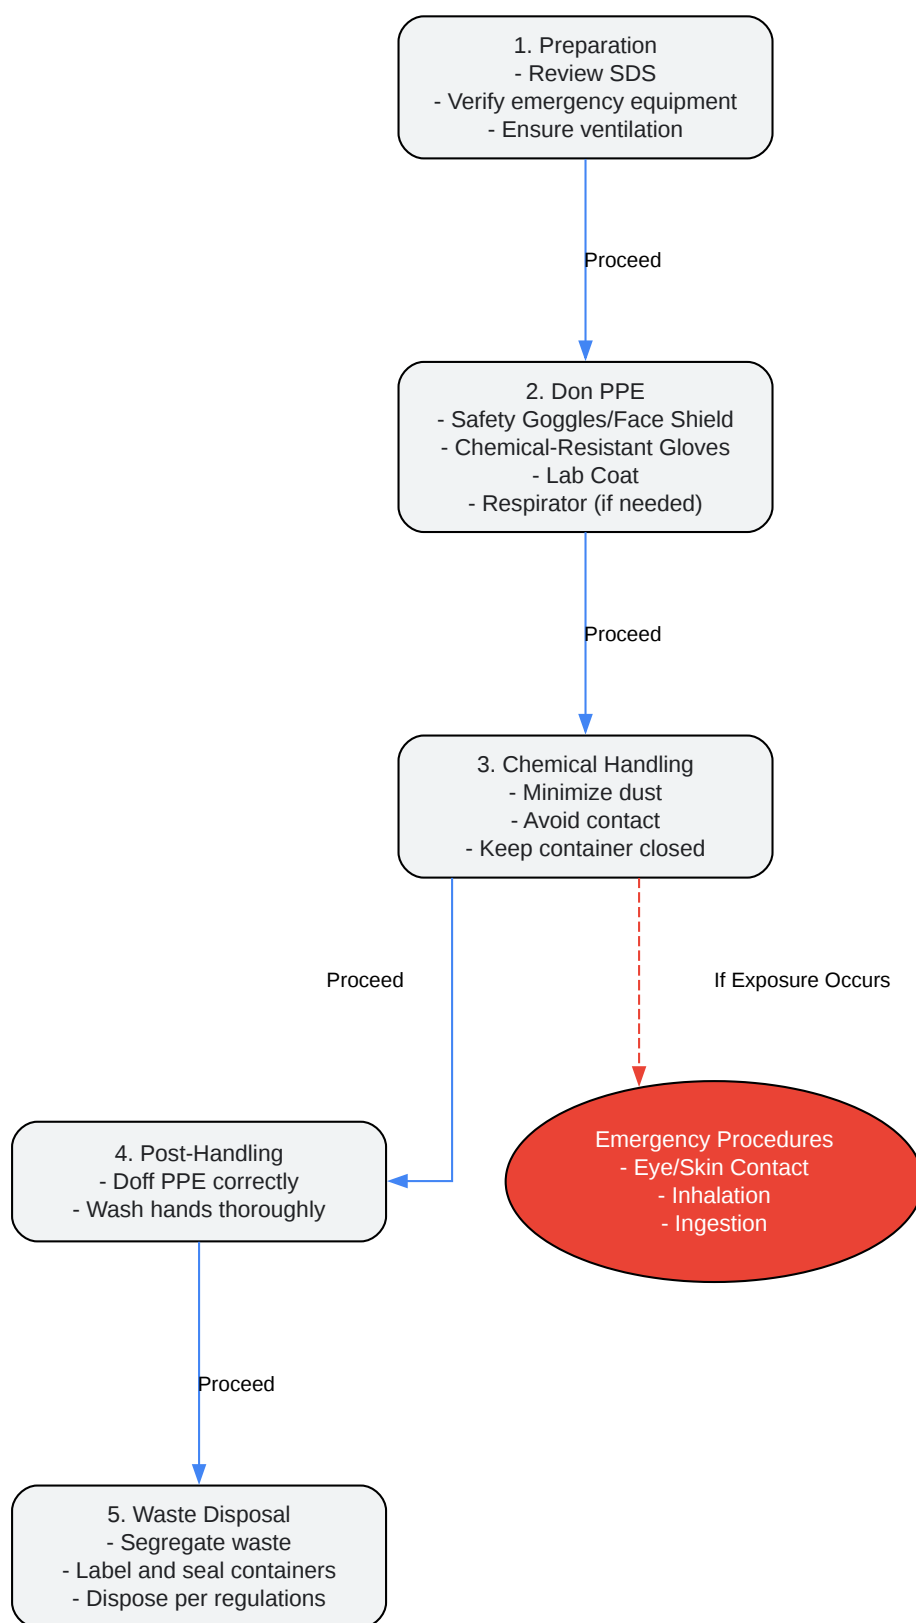 1. Preparation
- Review SDS
- Verify emergency equipment
- Ensure ventilation
Proceed
2. Don PPE
- Safety Goggles/Face Shield
- Chemical-Resistant Gloves
- Lab Coat
- Respirator (if needed)
Proceed
3. Chemical Handling
- Minimize dust
- Avoid contact
- Keep container closed
Proceed
If Exposure Occurs
4. Post-Handling
- Doff PPE correctly
- Wash hands thoroughly
Emergency Procedures
- Eye/Skin Contact
- Inhalation
- Ingestion
Proceed
5. Waste Disposal
- Segregate waste
- Label and seal containers
- Dispose per regulations